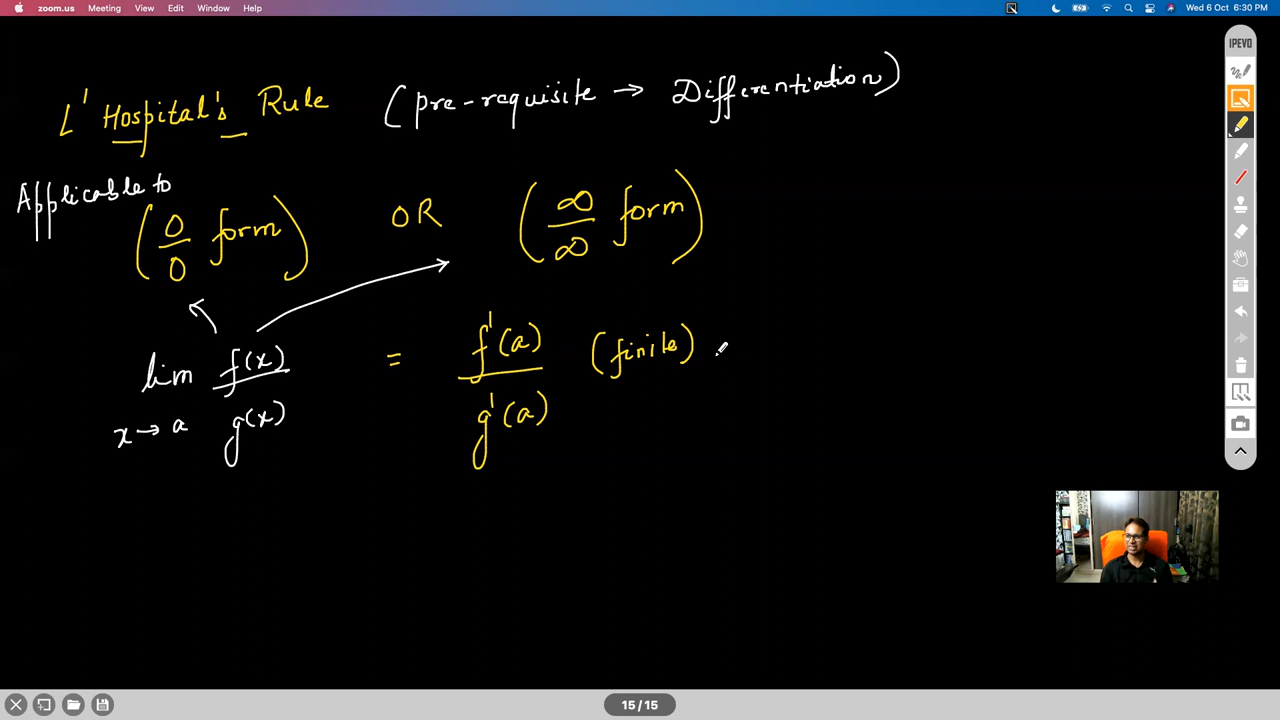 zoom.us Meeting View Edit Window Help Wed 6 Oct 6:30 PM
IPEVO
L' Hospital's Rule (pre-requisite → Differentiation)
Applicable to
(0/0 form) OR (∞/∞ form)
lim x→a f(x)/g(x) = f'(a)/g'(a) (finite)
15/15